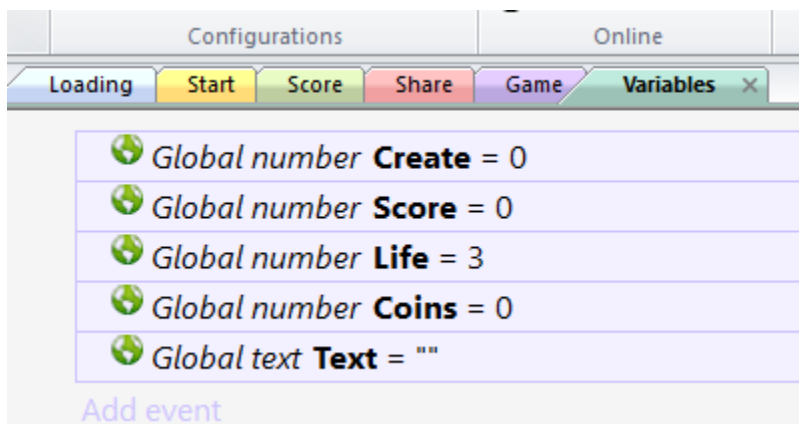 Configurations Online
Loading Start Score Share Game Variables ×
Global number Create = 0
Global number Score = 0
Global number Life = 3
Global number Coins = 0
Global text Text = ""
Add event